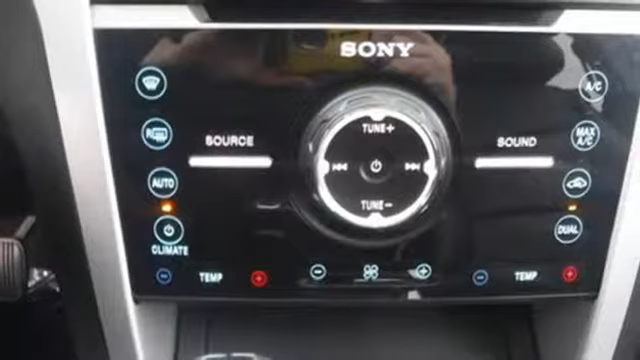 SONY
A/C
TUNE+
R
MAX A/C
SOURCE
SOUND
AUTO
TUNE-
DUAL
CLIMATE
TEMP
TEMP